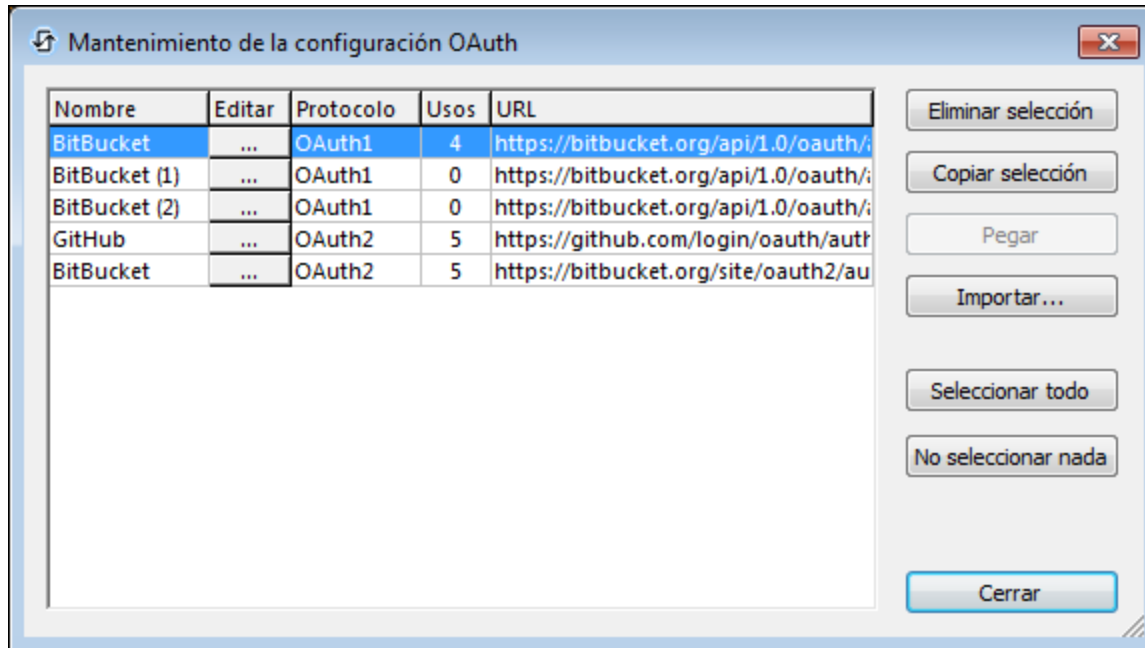 Mantenimiento de la configuración OAuth
Nombre Editar Protocolo Usos URL
BitBucket ... OAuth1 4 https://bitbucket.org/api/1.0/oauth/
BitBucket (1) ... OAuth1 0 https://bitbucket.org/api/1.0/oauth/
BitBucket (2) ... OAuth1 0 https://bitbucket.org/api/1.0/oauth/
GitHub ... OAuth2 5 https://github.com/login/oauth/auth
BitBucket ... OAuth2 5 https://bitbucket.org/site/oauth2/au
Eliminar selección
Copiar selección
Pegar
Importar...
Seleccionar todo
No seleccionar nada
Cerrar